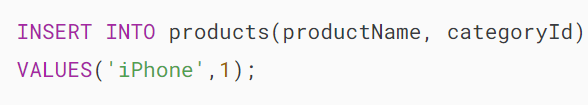 INSERT INTO products(productName, categoryId)
VALUES('iPhone',1);